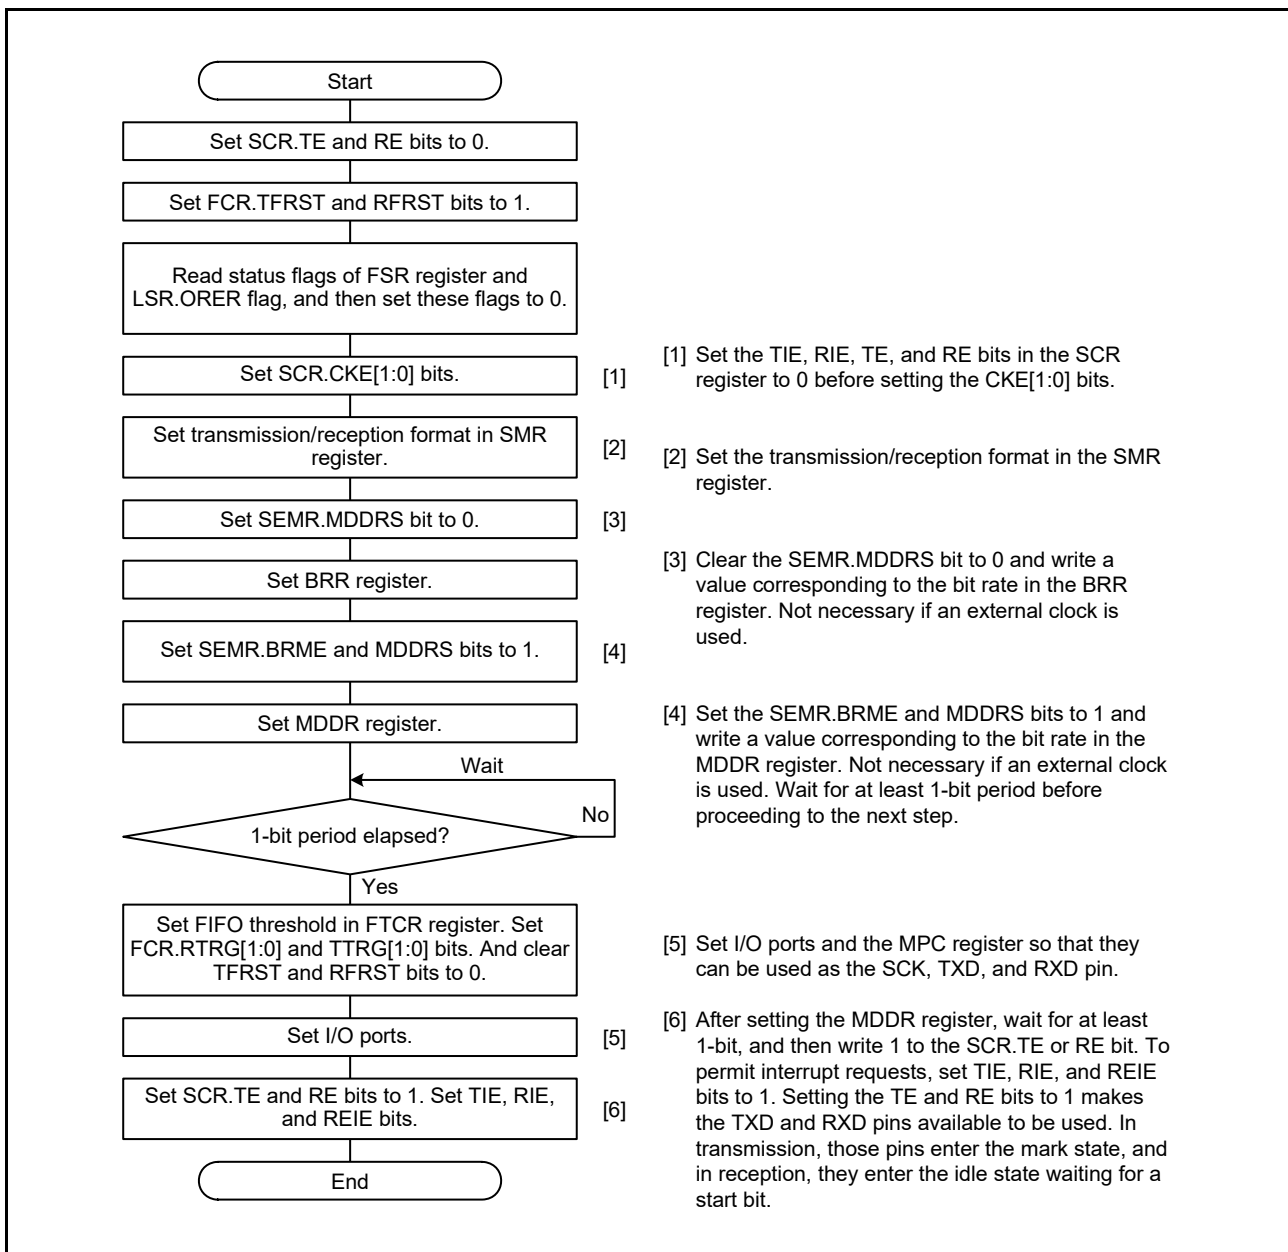 Start
Set SCR.TE and RE bits to 0.
Set FCR.TFRST and RFRST bits to 1.
Read status flags of FSR register and
LSR.ORER flag, and then set these flags to 0.
Set SCR.CKE[1:0] bits.
[1]
Set transmission/reception format in SMR
register.
[2]
Set SEMR.MDDRS bit to 0.
[3]
Set BRR register.
Set SEMR.BRME and MDDRS bits to 1.
[4]
Set MDDR register.
Wait
1-bit period elapsed?
No
Yes
Set FIFO threshold in FTCR register. Set
FCR.RTRG[1:0] and TTRG[1:0] bits. And clear
TFRST and RFRST bits to 0.
Set I/O ports.
[5]
Set SCR.TE and RE bits to 1. Set TIE, RIE,
and REIE bits.
[6]
End
[1] Set the TIE, RIE, TE, and RE bits in the SCR
register to 0 before setting the CKE[1:0] bits.
[2] Set the transmission/reception format in the SMR
register.
[3] Clear the SEMR.MDDRS bit to 0 and write a
value corresponding to the bit rate in the BRR
register. Not necessary if an external clock is
used.
[4] Set the SEMR.BRME and MDDRS bits to 1 and
write a value corresponding to the bit rate in the
MDDR register. Not necessary if an external clock
is used. Wait for at least 1-bit period before
proceeding to the next step.
[5] Set I/O ports and the MPC register so that they
can be used as the SCK, TXD, and RXD pin.
[6] After setting the MDDR register, wait for at least
1-bit, and then write 1 to the SCR.TE or RE bit. To
permit interrupt requests, set TIE, RIE, and REIE
bits to 1. Setting the TE and RE bits to 1 makes
the TXD and RXD pins available to be used. In
transmission, those pins enter the mark state, and
in reception, they enter the idle state waiting for a
start bit.